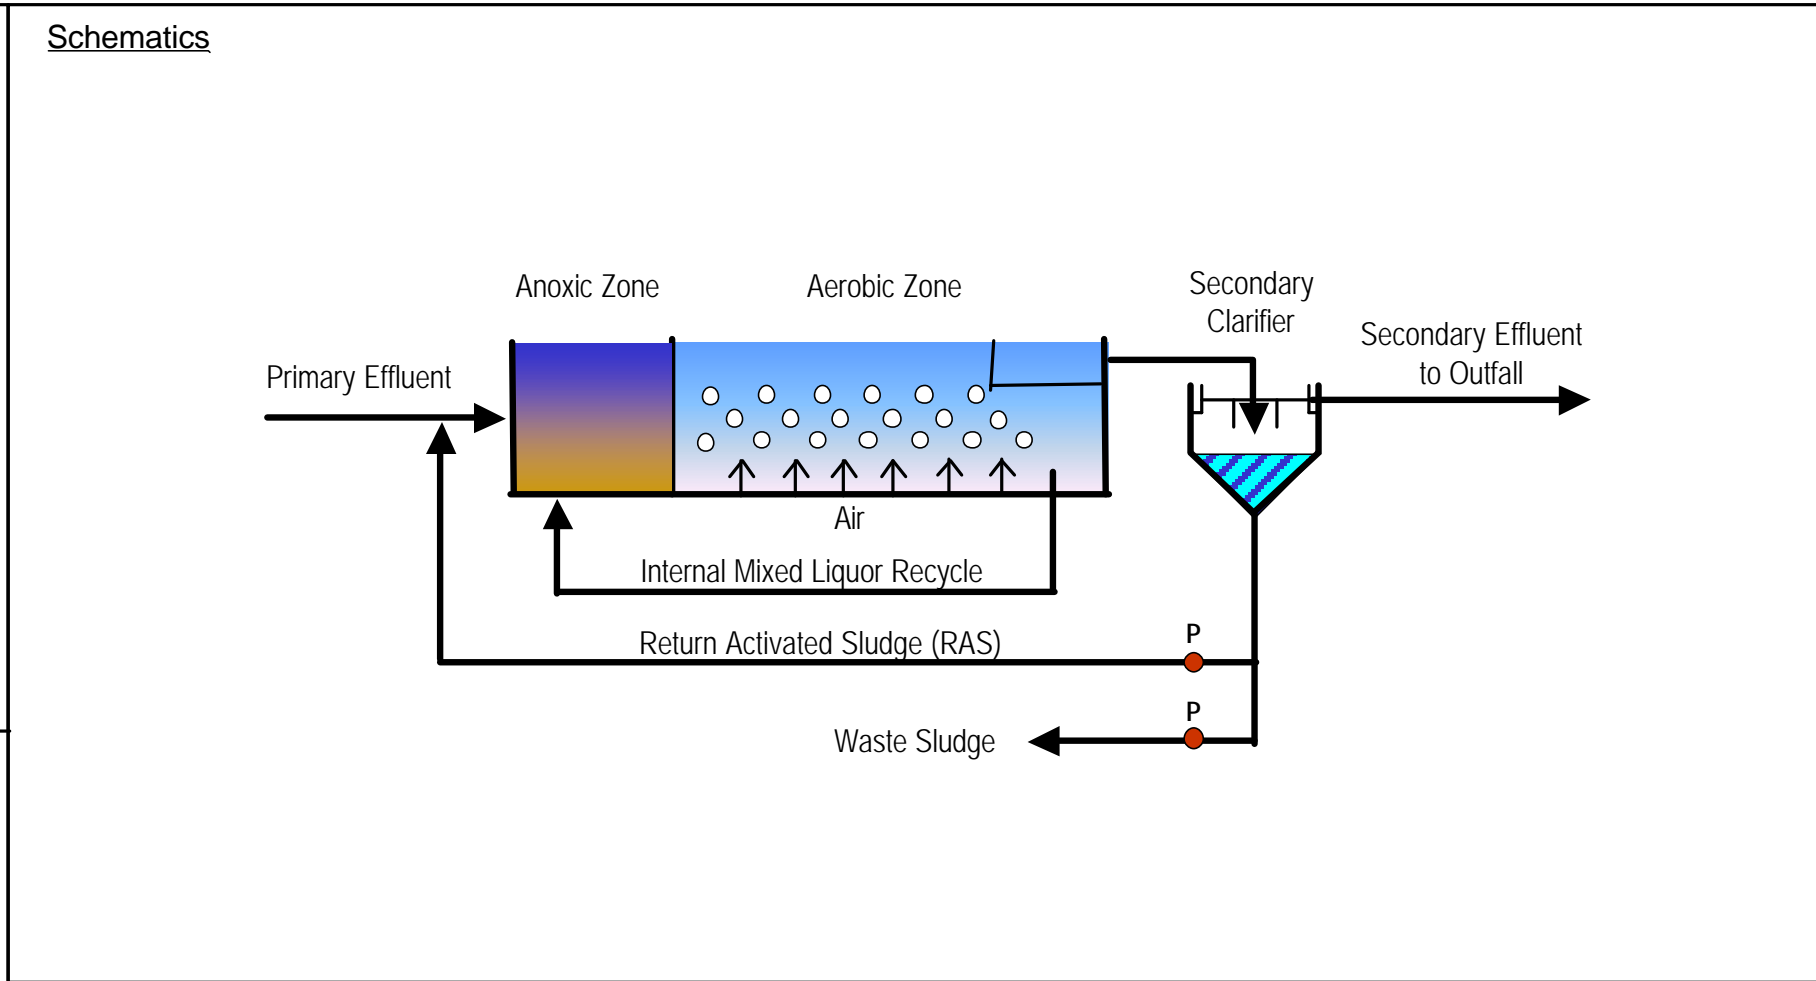 Schematics
Anoxic Zone
Aerobic Zone
Secondary
Clarifier
Secondary Effluent
to Outfall
Primary Effluent
Air
Internal Mixed Liquor Recycle
Return Activated Sludge (RAS)
P
P
Waste Sludge